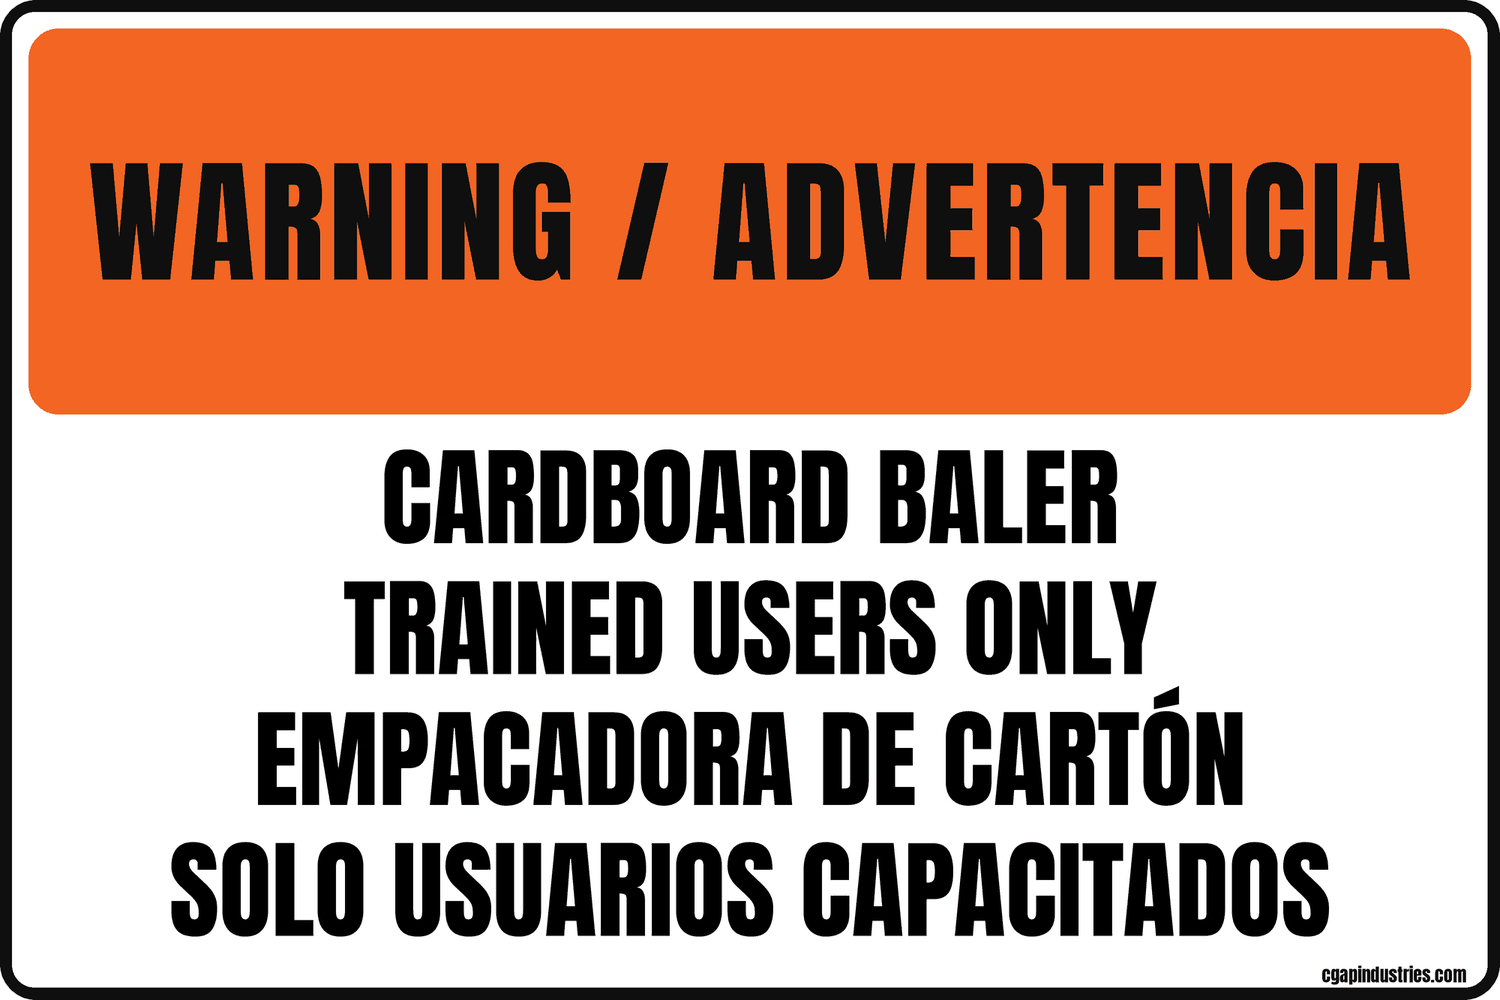 WARNING / ADVERTENCIA
CARDBOARD BALER
TRAINED USERS ONLY
EMPACADORA DE CARTÓN
SOLO USUARIOS CAPACITADOS
cgapindustries.com